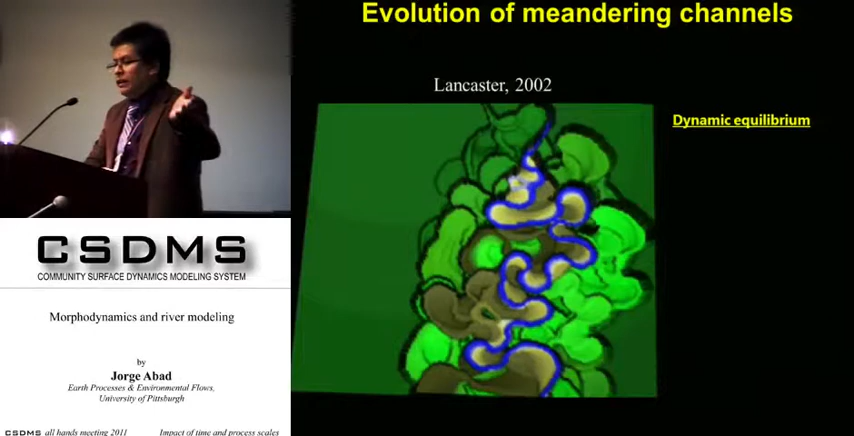 Evolution of meandering channels
Lancaster, 2002
Dynamic equilibrium
CSDMS
COMMUNITY SURFACE DYNAMICS MODELING SYSTEM
Morphodynamics and river modeling
by
Jorge Abad
Earth Processes & Environmental Flows,
University of Pittsburgh
CSDMS all hands meeting 2011 Impact of time and process scales